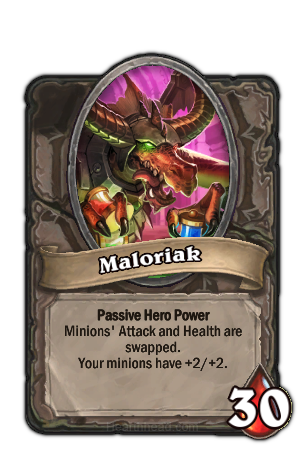 Maloriak
Passive Hero Power
Minions' Attack and Health are
swapped.
Your minions have +2/+2.
30